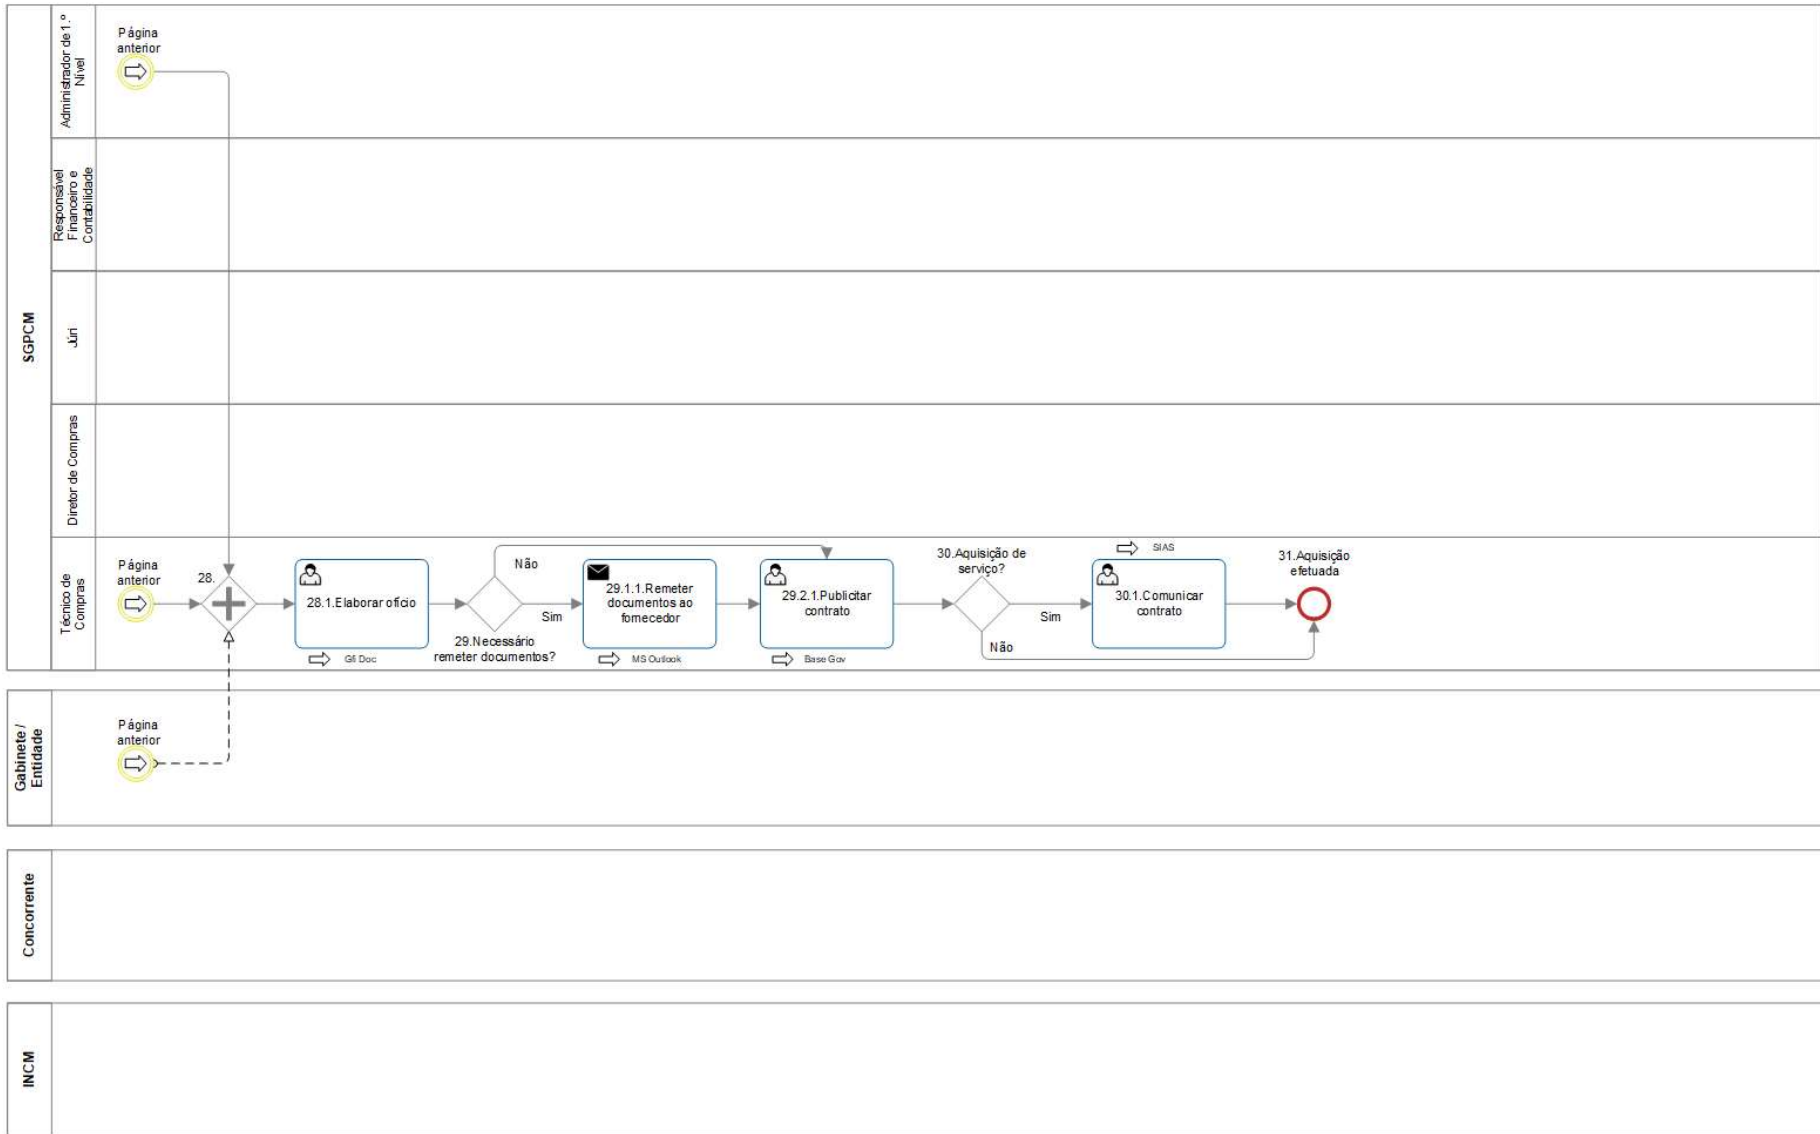 SGPCM
Administrador de 1.º
Nível
Página
anterior
Responsável
Financeiro e
Contabilidade
Júri
Diretor de Compras
Técnico de
Compras
Página
anterior
28.
28.1.Elaborar ofício
Gfi Doc
Não
Sim
29.Necessário
remeter documentos?
29.1.1.Remeter
documentos ao
fornecedor
MS Outlook
29.2.1.Publicitar
contrato
Base Gov
30.Aquisição de
serviço?
Sim
Não
SIAS
30.1.Comunicar
contrato
31.Aquisição
efetuada
Gabinete /
Entidade
Página
anterior
Concorrente
INCM